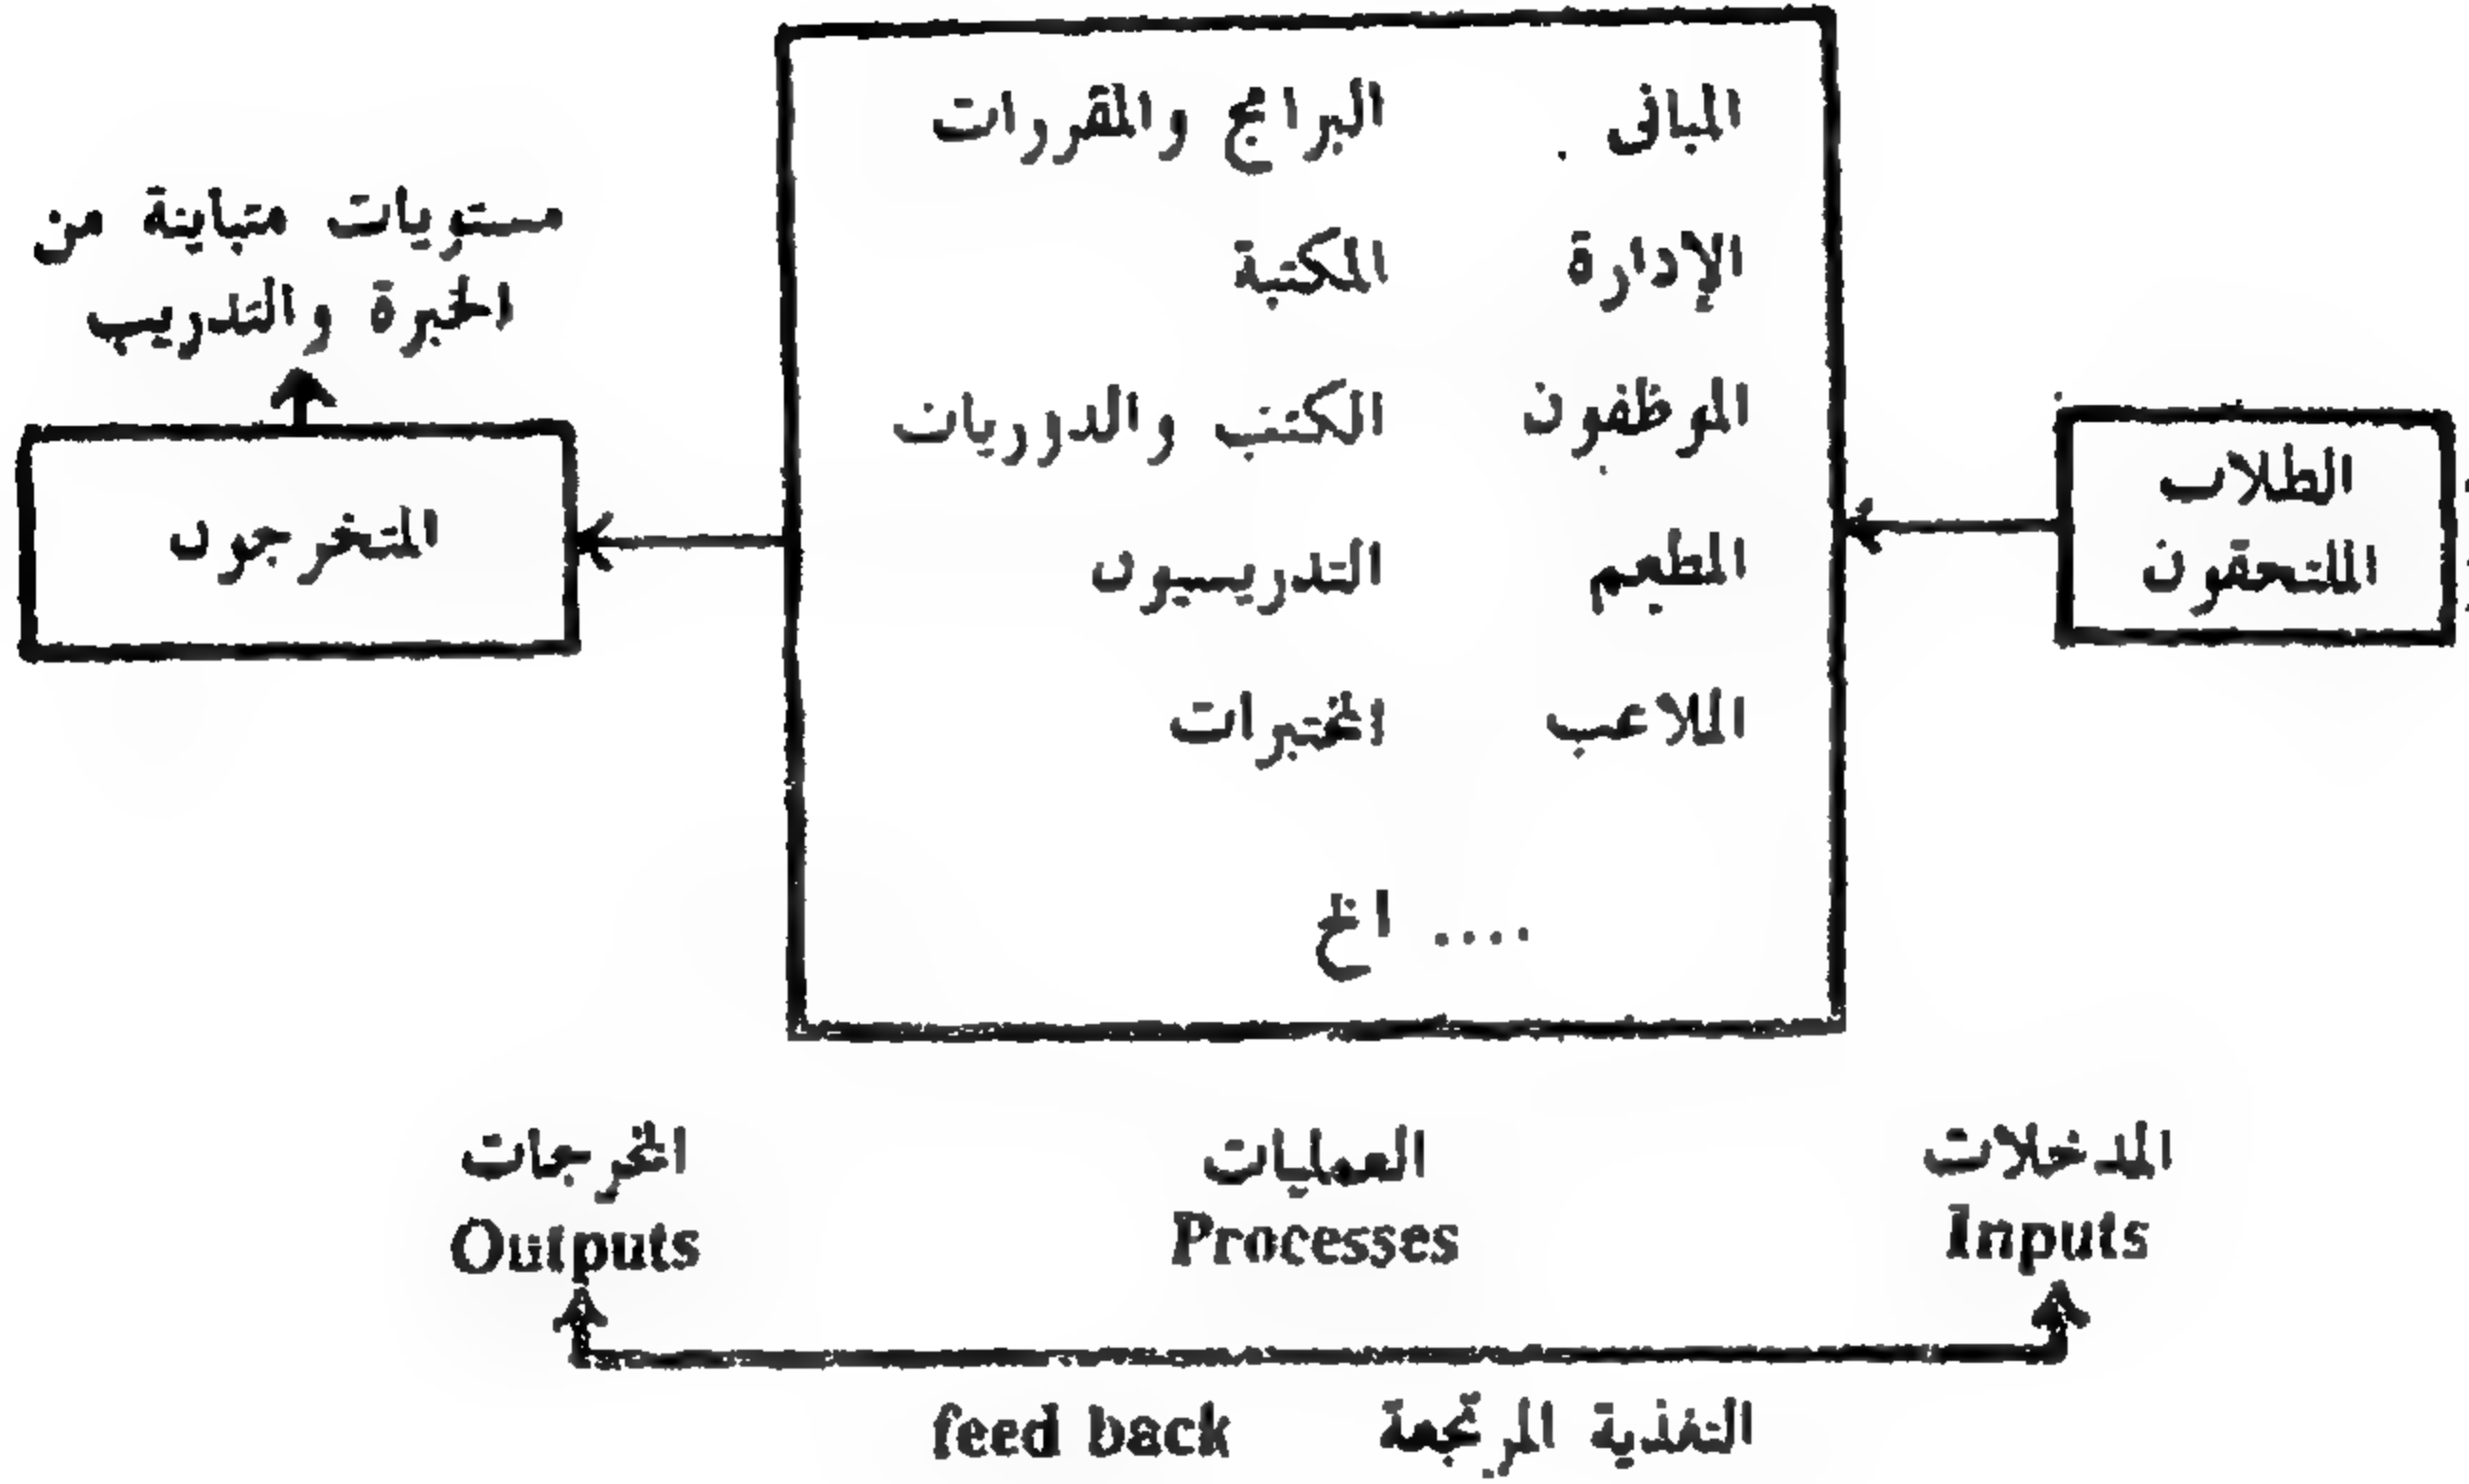 المباني البرامج والمقررات
الإدارة المكتبة
الموظفون الكتب والدوريات
المطعم التدريسيون
الملاعب المختبرات
.... الخ
الطلاب
الملتحقون
مستويات متباينة من
الخبرة والتدريب
المتخرجون
المدخلات العمليات المخرجات
Inputs Processes Outputs
التغذية المرتجعة feed back